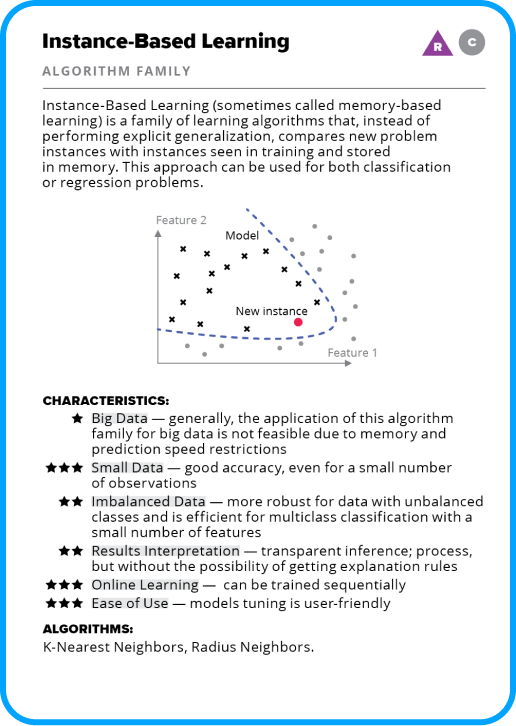 Instance-Based Learning
R
C
ALGORITHM FAMILY
Instance-Based Learning (sometimes called memory-based
learning) is a family of learning algorithms that, instead of
performing explicit generalization, compares new problem
instances with instances seen in training and stored
in memory. This approach can be used for both classification
or regression problems.
Feature 2
Model
New instance
Feature 1
CHARACTERISTICS:
★ Big Data — generally, the application of this algorithm
family for big data is not feasible due to memory and
prediction speed restrictions
★★★ Small Data — good accuracy, even for a small number
of observations
★★ Imbalanced Data — more robust for data with unbalanced
classes and is efficient for multiclass classification with a
small number of features
★★ Results Interpretation — transparent inference; process,
but without the possibility of getting explanation rules
★★★ Online Learning — can be trained sequentially
★★★ Ease of Use — models tuning is user-friendly
ALGORITHMS:
K-Nearest Neighbors, Radius Neighbors.